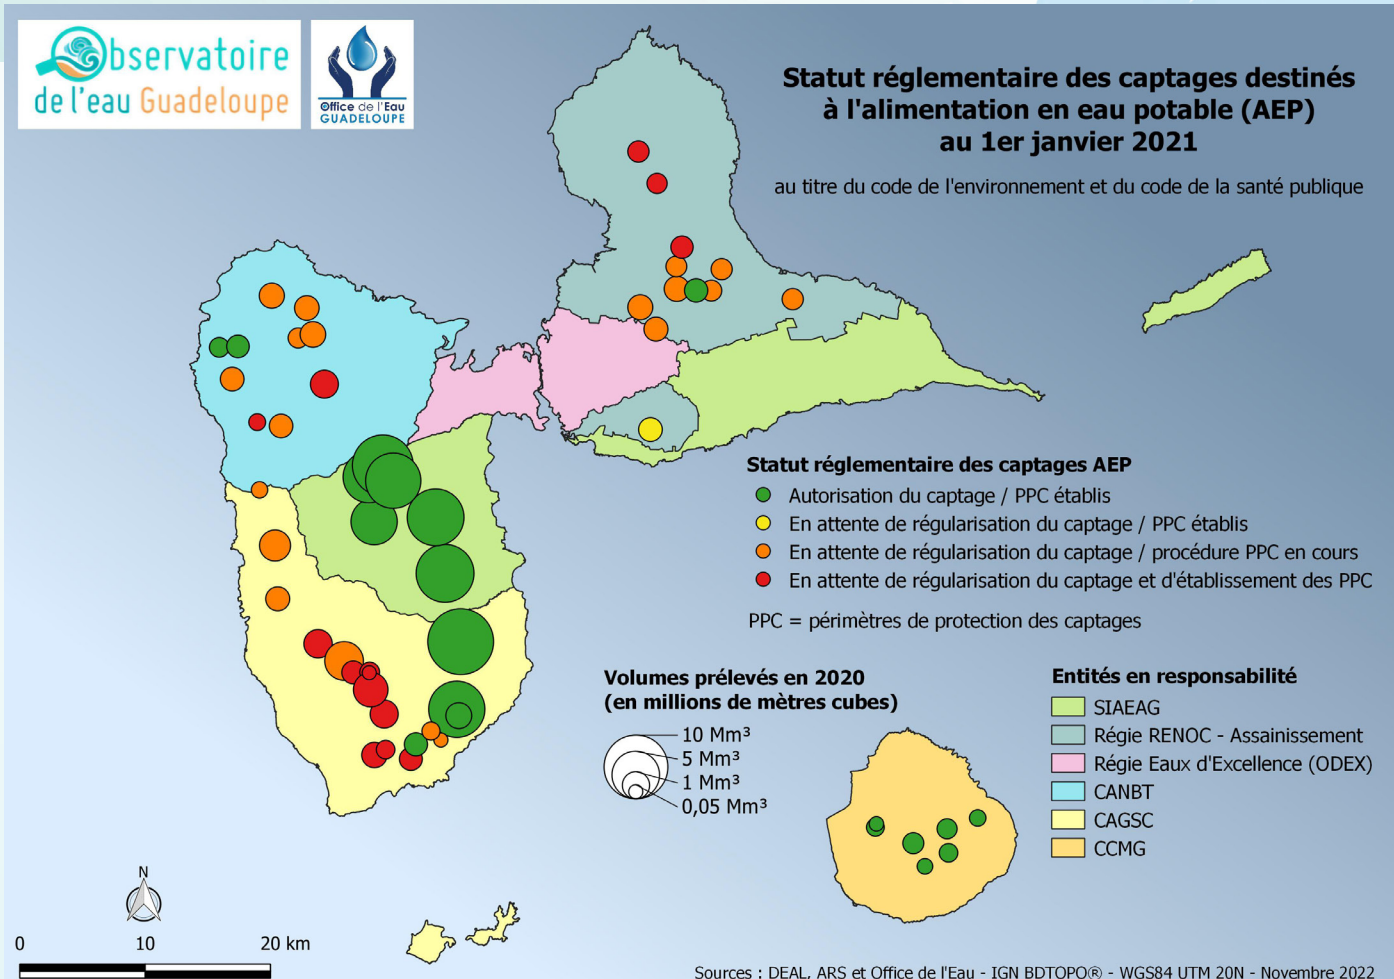 Observatoire
de l'eau Guadeloupe
Office de l'Eau
GUADELOUPE
Statut réglementaire des captages destinés
à l'alimentation en eau potable (AEP)
au 1er janvier 2021
au titre du code de l'environnement et du code de la santé publique
Statut réglementaire des captages AEP
Autorisation du captage / PPC établis
En attente de régularisation du captage / PPC établis
En attente de régularisation du captage / procédure PPC en cours
En attente de régularisation du captage et d'établissement des PPC
PPC = périmètres de protection des captages
Volumes prélevés en 2020
(en millions de mètres cubes)
10 Mm³
5 Mm³
1 Mm³
0,05 Mm³
Entités en responsabilité
SIAEAG
Régie RENOC - Assainissement
Régie Eaux d'Excellence (ODEX)
CANBT
CAGSC
CCMG
N
0 10 20 km
Sources : DEAL, ARS et Office de l'Eau - IGN BDTOPO® - WGS84 UTM 20N - Novembre 2022